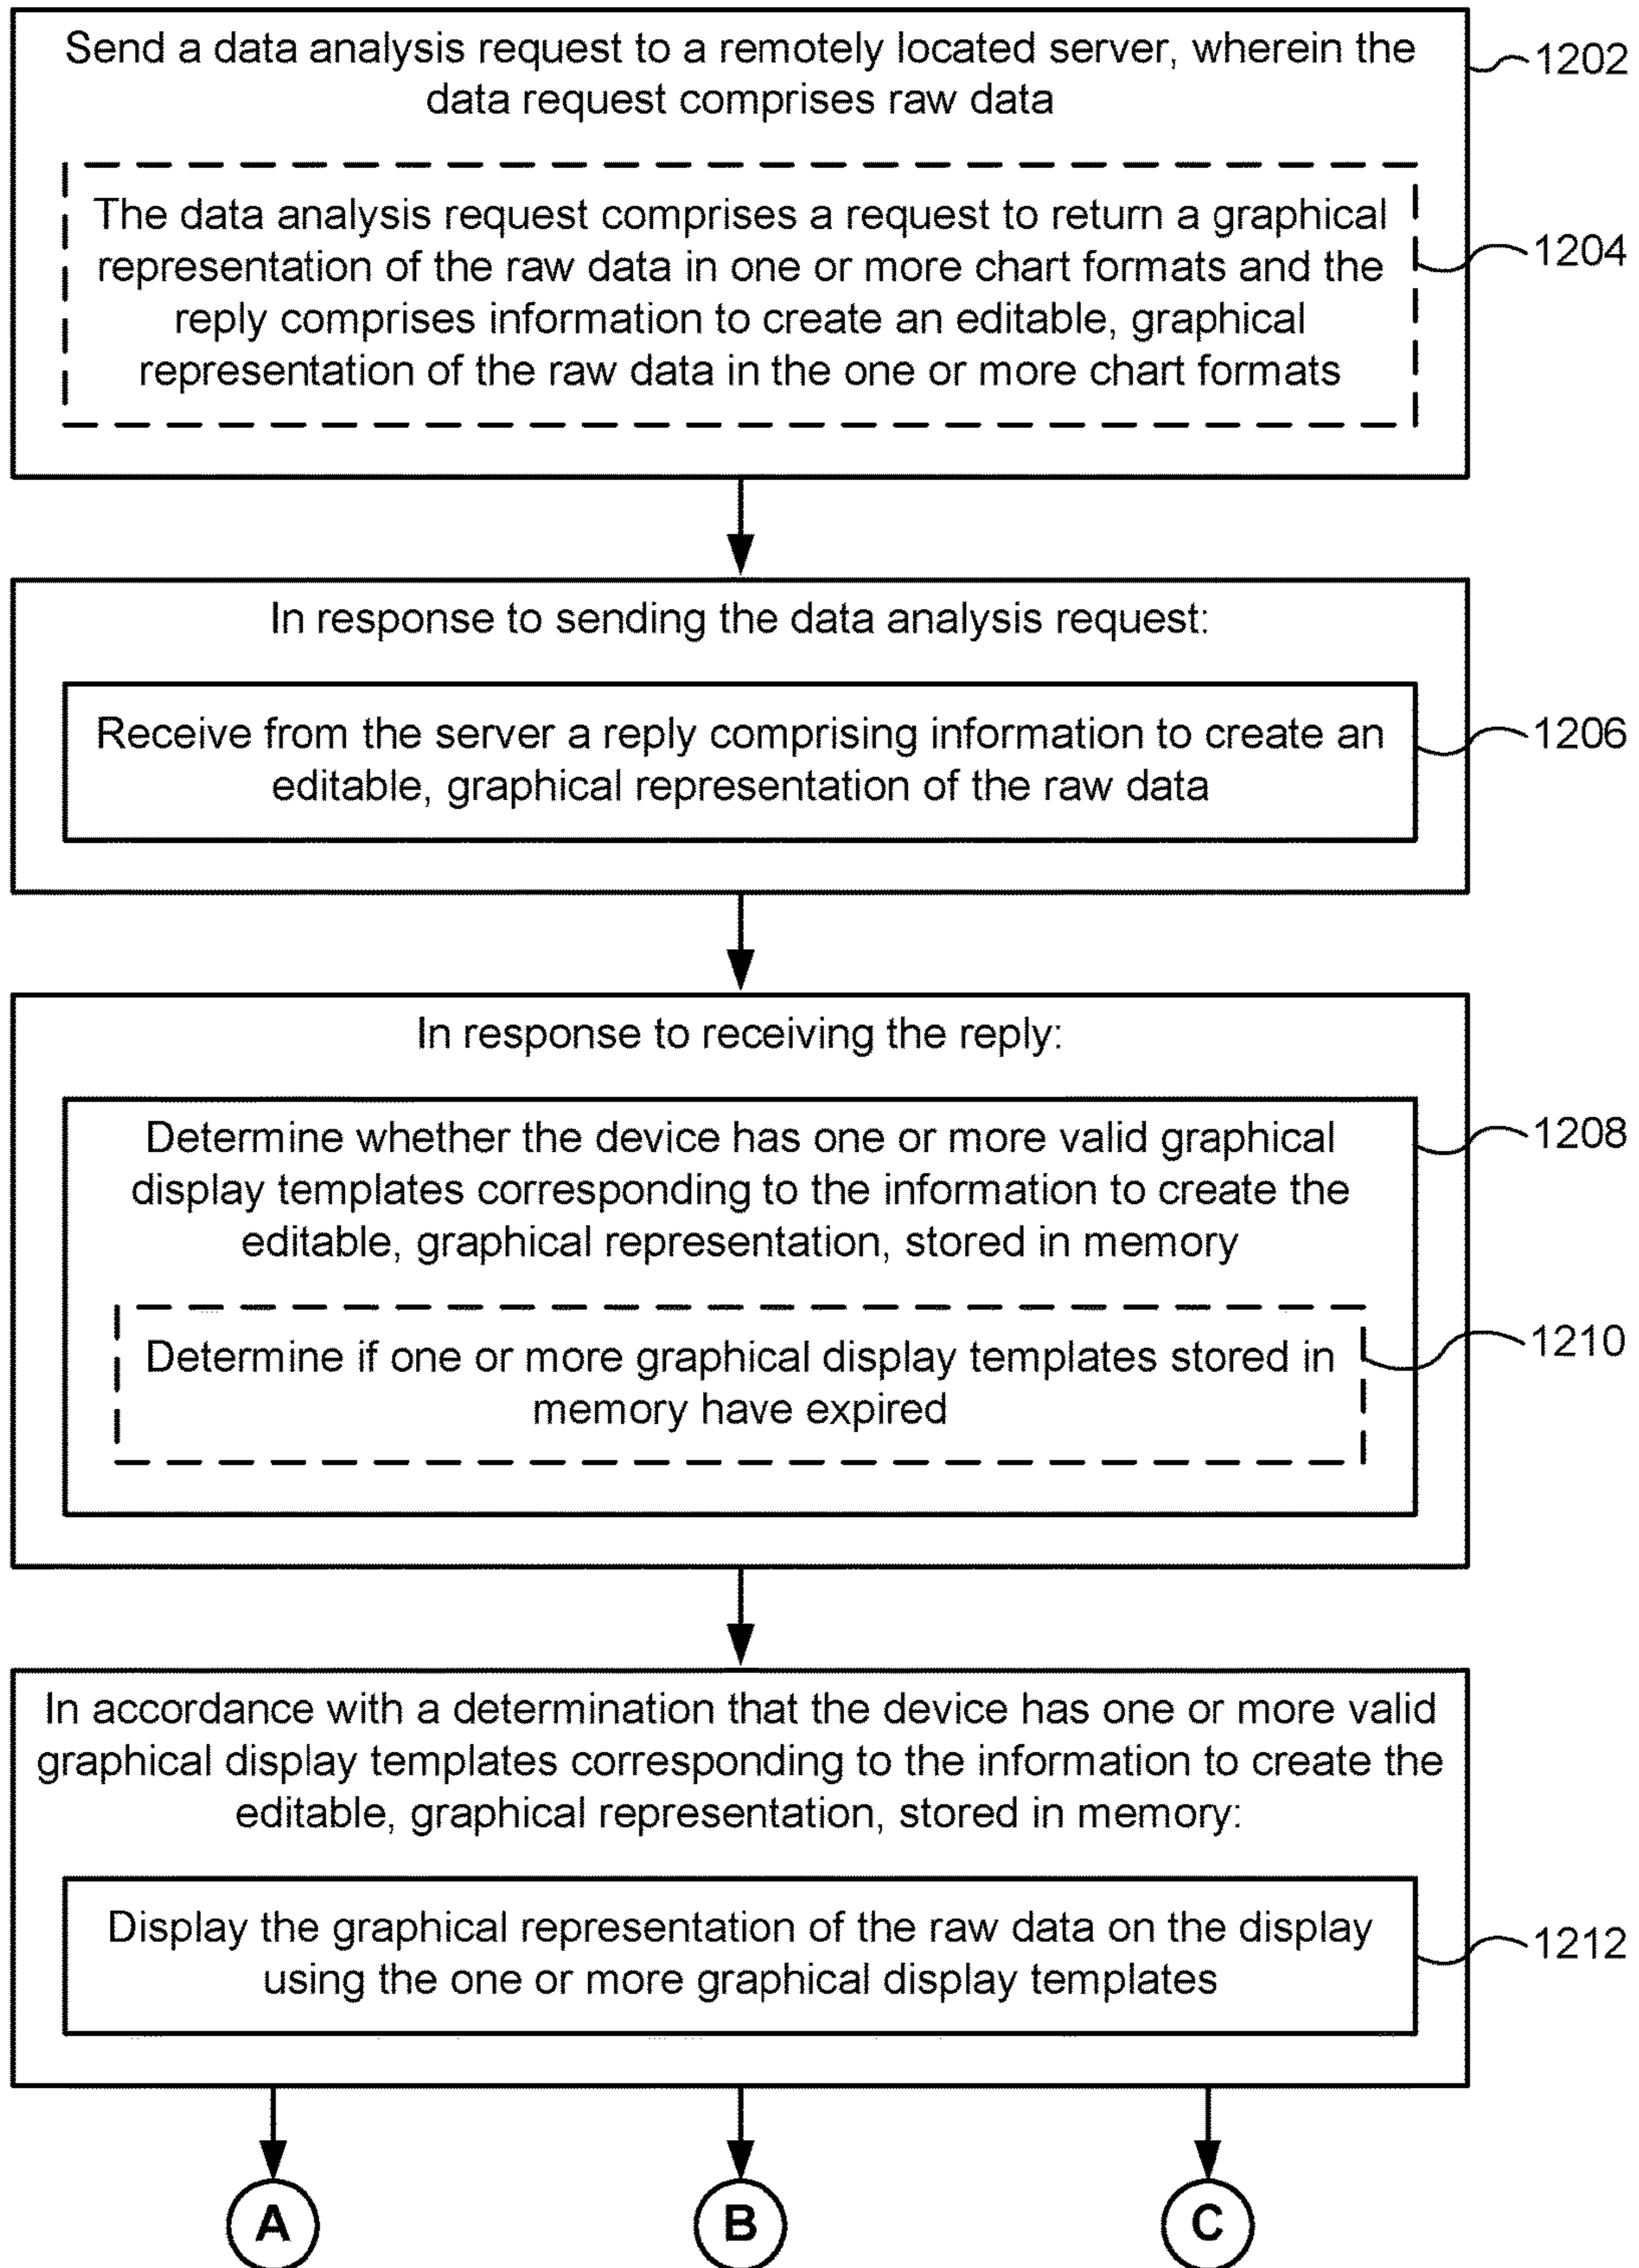 Send a data analysis request to a remotely located server, wherein the
data request comprises raw data
1202
The data analysis request comprises a request to return a graphical
representation of the raw data in one or more chart formats and the
reply comprises information to create an editable, graphical
representation of the raw data in the one or more chart formats
1204
In response to sending the data analysis request:
Receive from the server a reply comprising information to create an
editable, graphical representation of the raw data
1206
In response to receiving the reply:
Determine whether the device has one or more valid graphical
display templates corresponding to the information to create the
editable, graphical representation, stored in memory
1208
Determine if one or more graphical display templates stored in
memory have expired
1210
In accordance with a determination that the device has one or more valid
graphical display templates corresponding to the information to create the
editable, graphical representation, stored in memory:
Display the graphical representation of the raw data on the display
using the one or more graphical display templates
1212
A
B
C